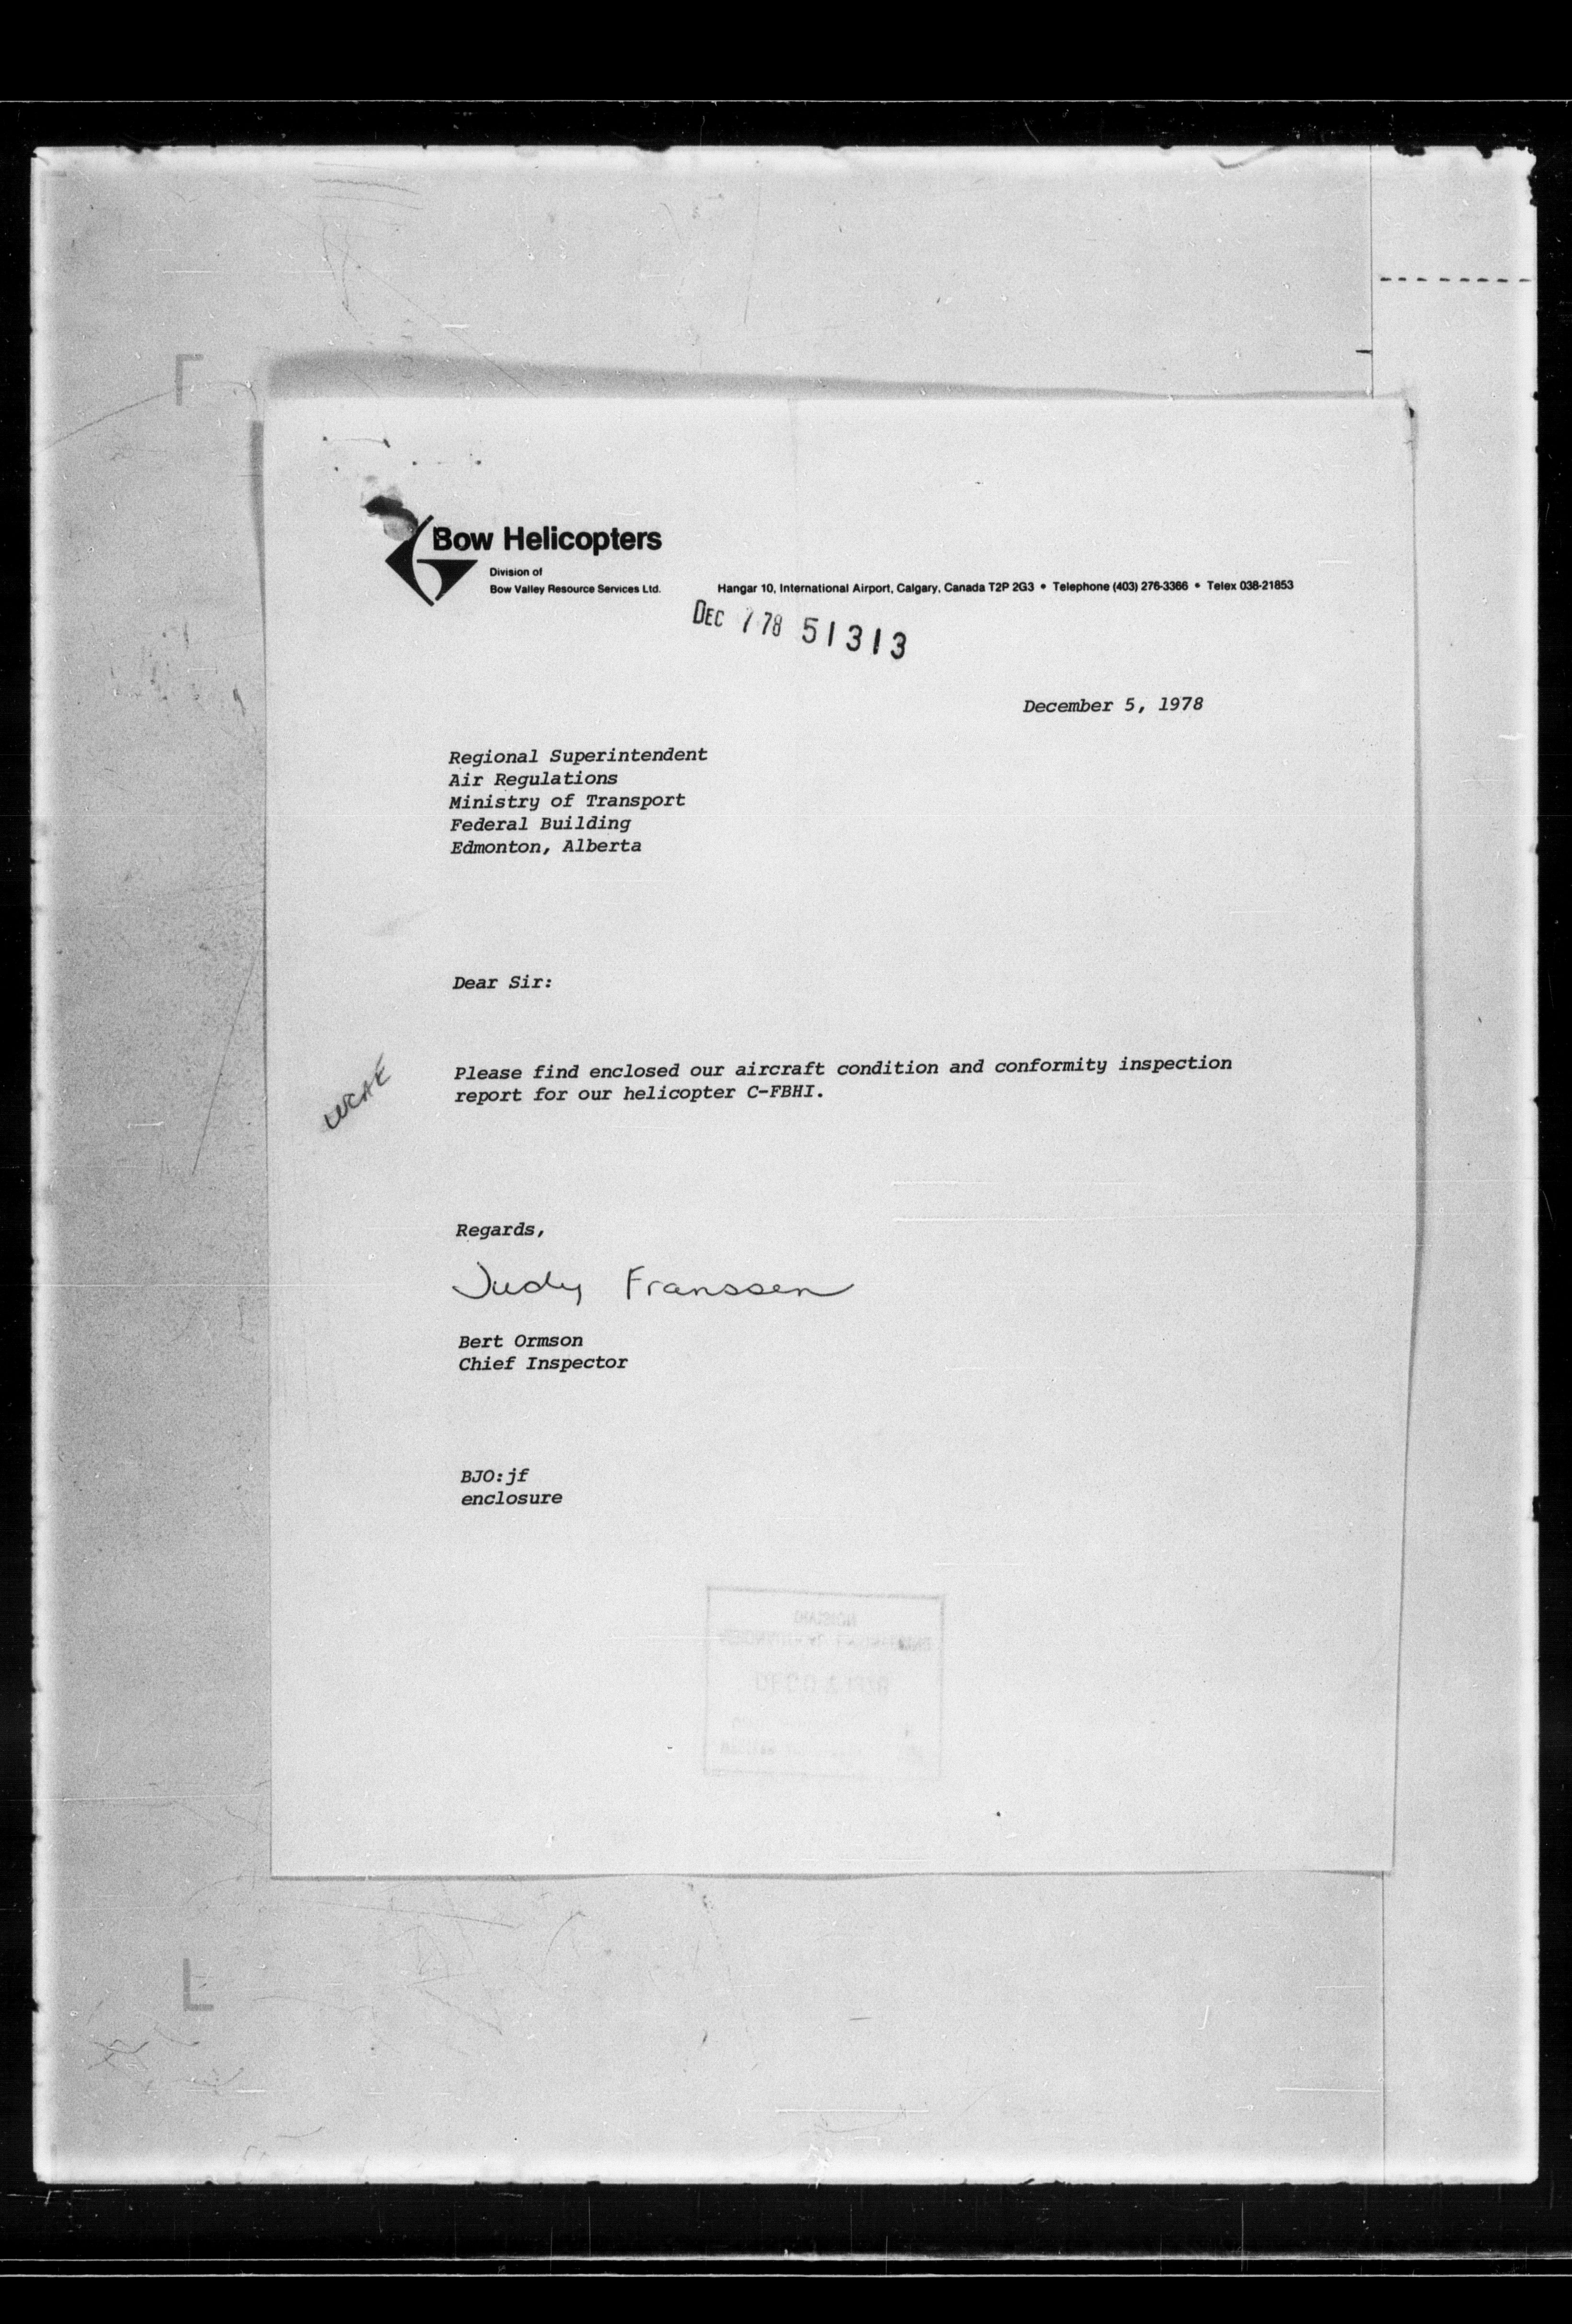 Bow Helicopters
Division of
Bow Valley Resource Services Ltd.
Hangar 10, International Airport, Calgary, Canada T2P 2G3 • Telephone (403) 276-3366 • Telex 038-21853
DEC 7 78 51313
December 5, 1978
Regional Superintendent
Air Regulations
Ministry of Transport
Federal Building
Edmonton, Alberta
Dear Sir:
Please find enclosed our aircraft condition and conformity inspection
report for our helicopter C-FBHI.
Regards,
Judy Franssen
Bert Ormson
Chief Inspector
BJO:jf
enclosure